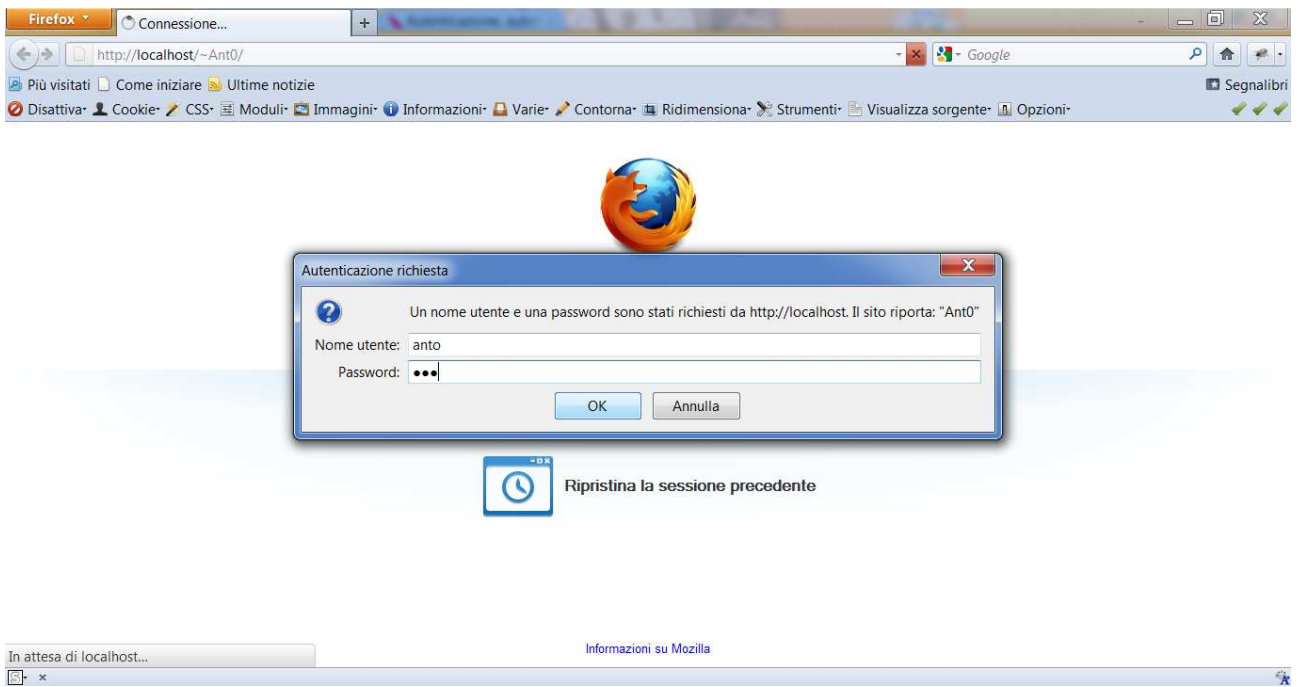 Firefox
Connessione...
+
http://localhost/~Ant0/
Google
Più visitati Come iniziare Ultime notizie
Segnalibri
Disattiva Cookie CSS Moduli Immagini Informazioni Varie Contorna Ridimensiona Strumenti Visualizza sorgente Opzioni
Autenticazione richiesta
Un nome utente e una password sono stati richiesti da http://localhost. Il sito riporta: "Ant0"
Nome utente: anto
Password: •••
OK Annulla
Ripristina la sessione precedente
Informazioni su Mozilla
In attesa di localhost...